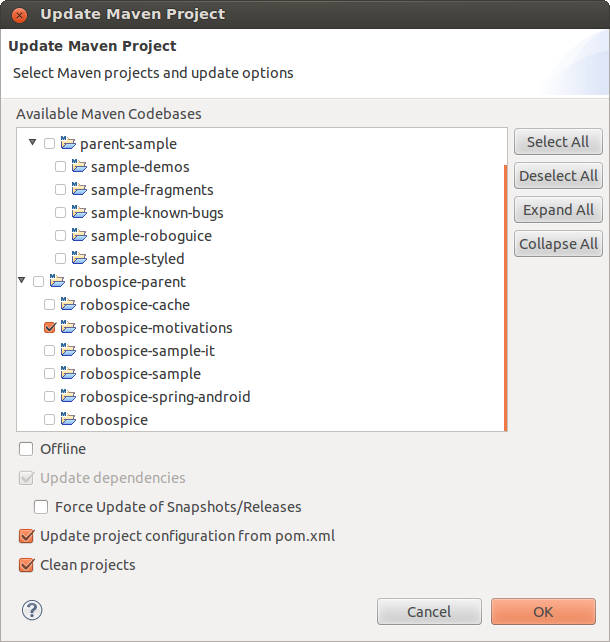 Update Maven Project
Update Maven Project
Select Maven projects and update options
Available Maven Codebases
parent-sample
sample-demos
sample-fragments
sample-known-bugs
sample-roboguice
sample-styled
robospice-parent
robospice-cache
robospice-motivations
robospice-sample-it
robospice-sample
robospice-spring-android
robospice
Select All
Deselect All
Expand All
Collapse All
Offline
Update dependencies
Force Update of Snapshots/Releases
Update project configuration from pom.xml
Clean projects
?
Cancel
OK